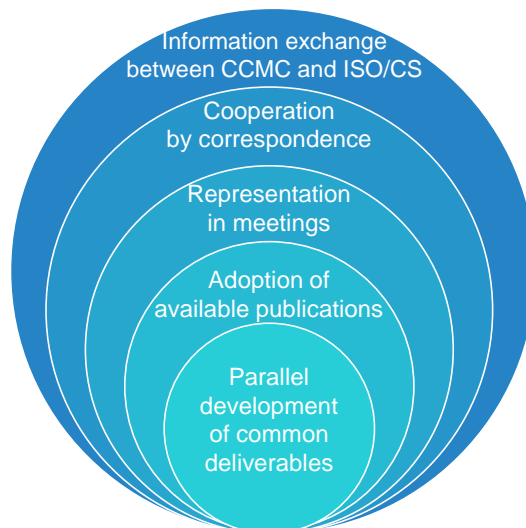 Information exchange
between CCMC and ISO/CS
Cooperation
by correspondence
Representation
in meetings
Adoption of
available publications
Parallel
development
of common
deliverables